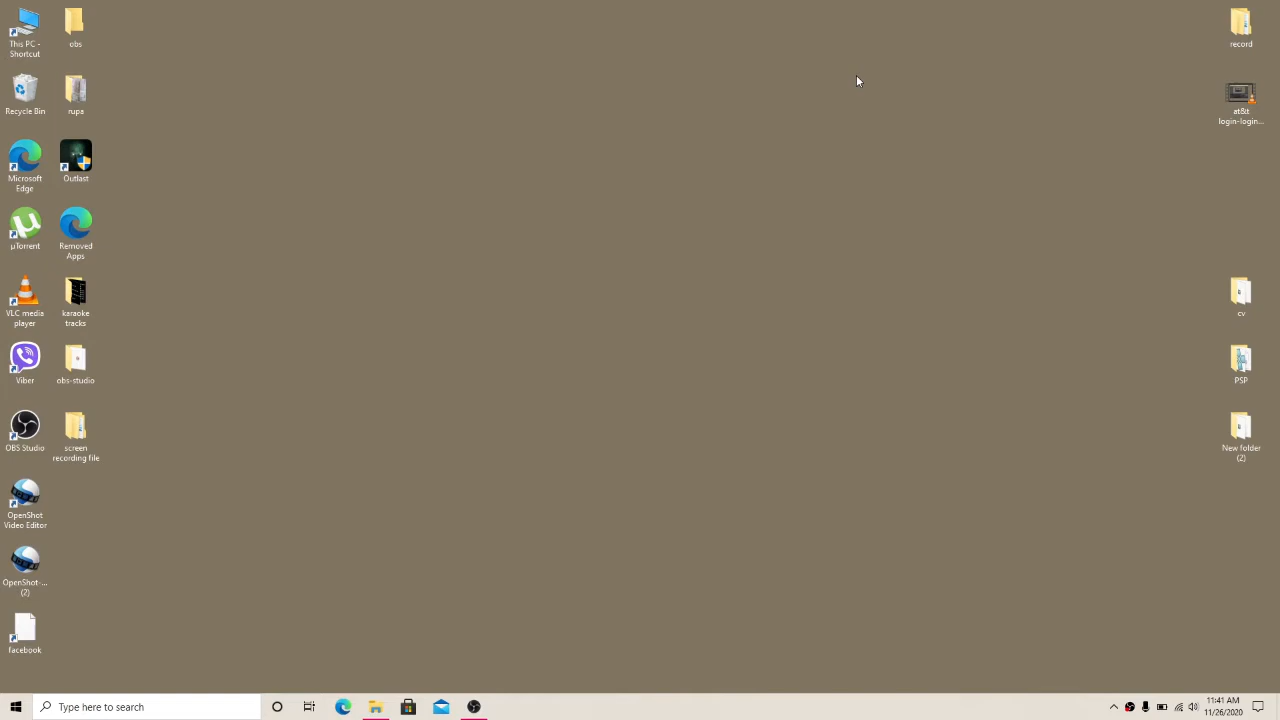 This PC -
Shortcut
obs
Recycle Bin
rupa
Microsoft
Edge
Outlast
µTorrent
Removed
Apps
VLC media
player
karaoke
tracks
Viber
obs-studio
OBS Studio
screen
recording file
OpenShot
Video Editor
OpenShot-...
(2)
facebook
record
at&t
login-login...
cv
PSP
New folder
(2)
Type here to search
11:41 AM
11/26/2020